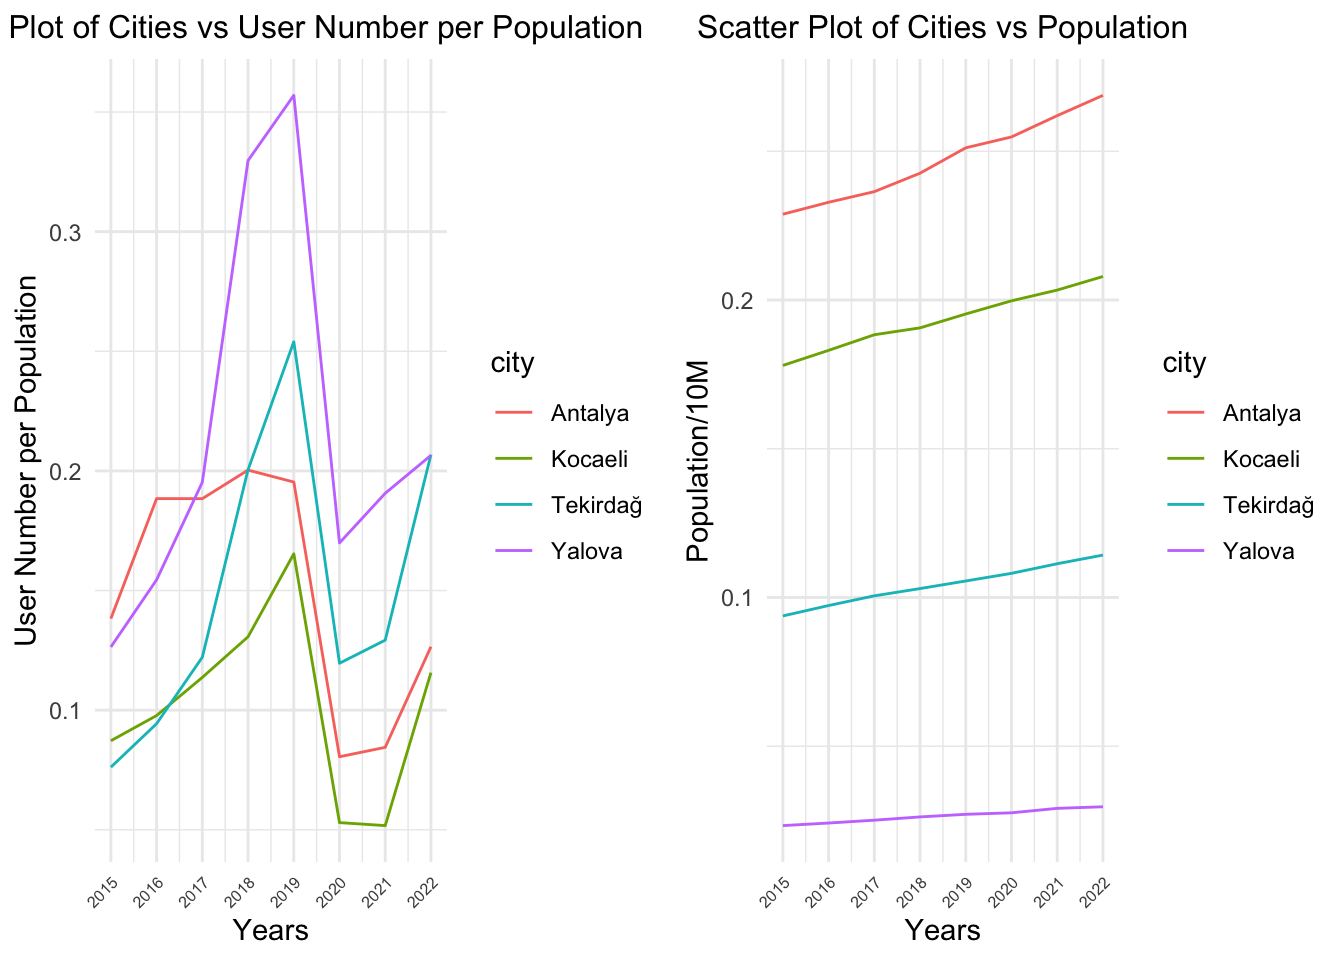 Plot of Cities vs User Number per Population
User Number per Population
0.3
0.2
0.1
2015
2016
2017
2018
2019
2020
2021
2022
Years
city
Antalya
Kocaeli
Tekirdağ
Yalova
Scatter Plot of Cities vs Population
Population/10M
0.2
0.1
2015
2016
2017
2018
2019
2020
2021
2022
Years
city
Antalya
Kocaeli
Tekirdağ
Yalova